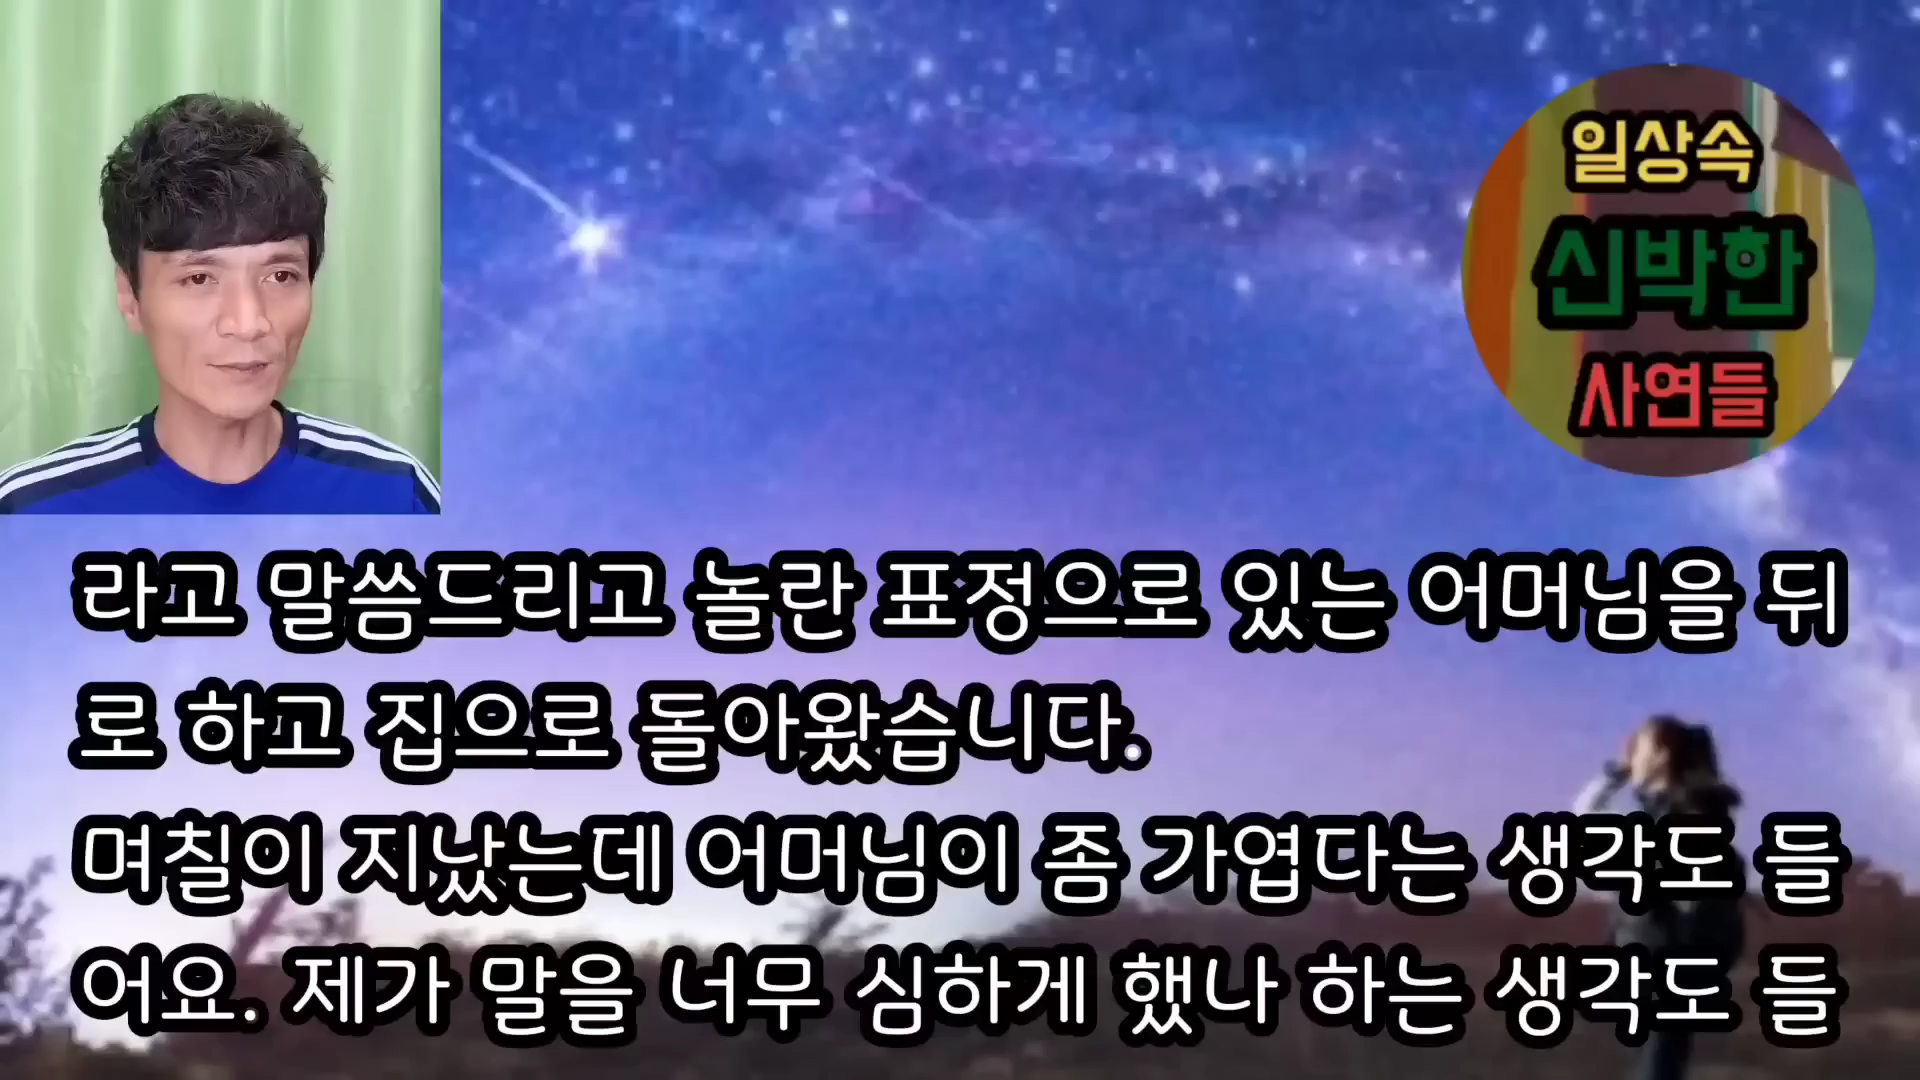 일상속
신박한
사연들
라고 말씀드리고 놀란 표정으로 있는 어머님을 뒤
로 하고 집으로 돌아왔습니다.
며칠이 지났는데 어머님이 좀 가엽다는 생각도 들
어요. 제가 말을 너무 심하게 했나 하는 생각도 들